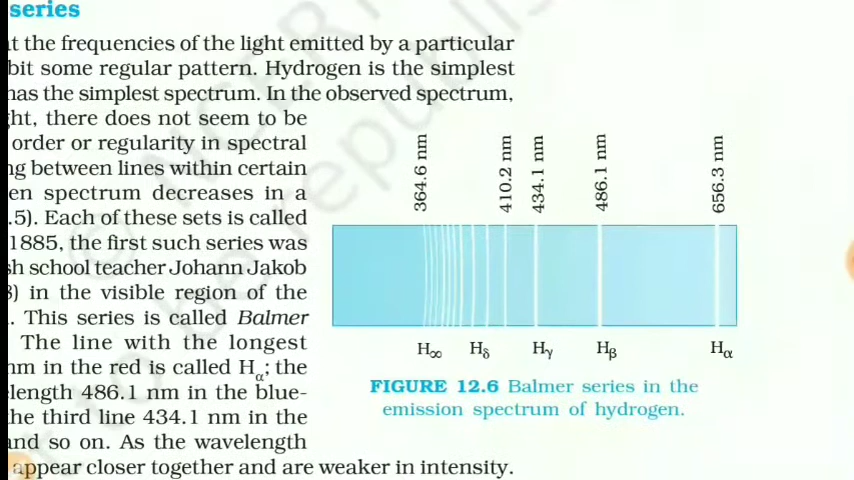 series
t the frequencies of the light emitted by a particular
bit some regular pattern. Hydrogen is the simplest
has the simplest spectrum. In the observed spectrum,
ght, there does not seem to be
order or regularity in spectral
ng between lines within certain
en spectrum decreases in a
.5). Each of these sets is called
1885, the first such series was
sh school teacher Johann Jakob
) in the visible region of the
. This series is called Balmer
The line with the longest
nm in the red is called Hα; the
length 486.1 nm in the blue-
he third line 434.1 nm in the
and so on. As the wavelength
appear closer together and are weaker in intensity.
364.6 nm
410.2 nm
434.1 nm
486.1 nm
656.3 nm
H∞ Hδ Hγ Hβ Hα
FIGURE 12.6 Balmer series in the
emission spectrum of hydrogen.